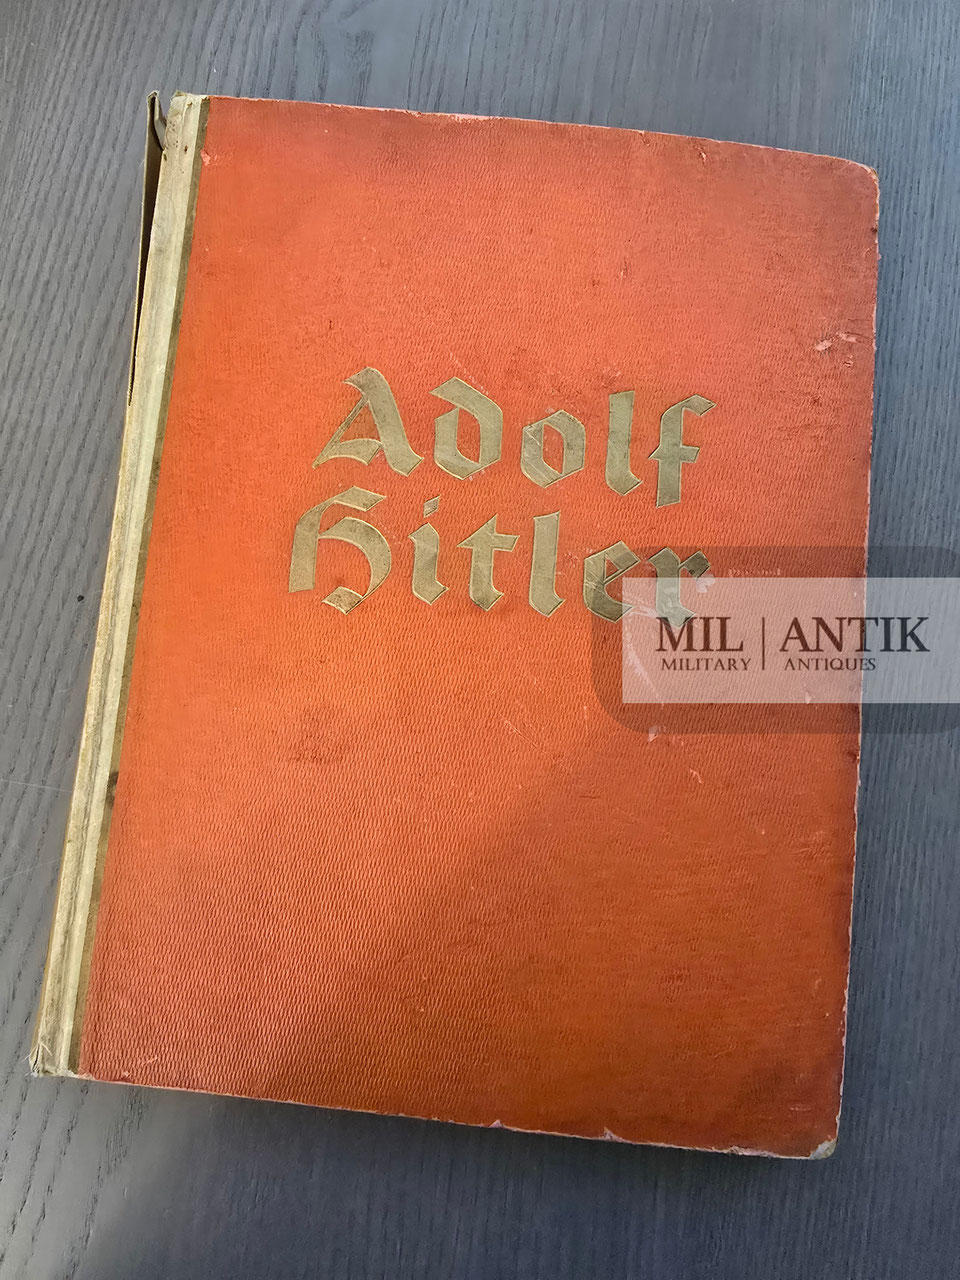 Adolf
Hitler
MIL | ANTIK
MILITARY | ANTIQUES